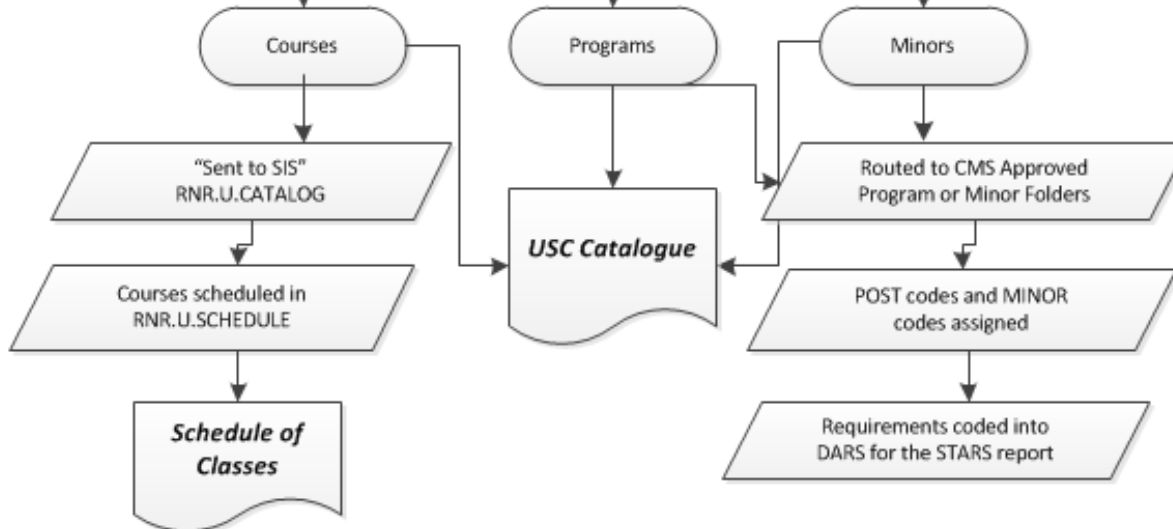 Courses
Programs
Minors
“Sent to SIS”
RNR.U.CATALOG
Routed to CMS Approved
Program or Minor Folders
USC Catalogue
Courses scheduled in
RNR.U.SCHEDULE
POST codes and MINOR
codes assigned
Schedule of
Classes
Requirements coded into
DARS for the STARS report